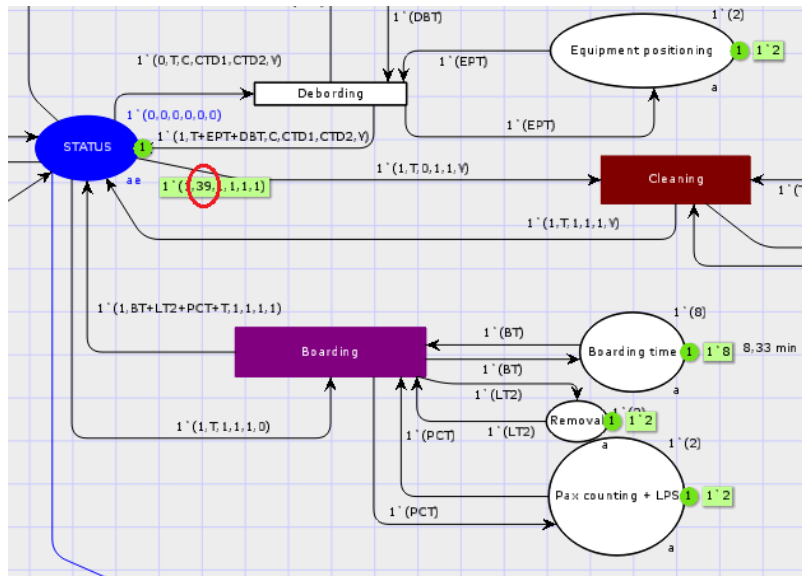 1`(DBT)
1`(2)
Equipment positioning
1
1`2
1`(EPT)
a
1`(0,T,C,CTD1,CTD2,Y)
Debording
1`(EPT)
1`(0,0,0,0,0,0)
1`(1,T+EPT+DBT,C,CTD1,CTD2,Y)
STATUS
1
ae
1`(1,39,1,1,1,1)
1`(1,T,0,1,1,Y)
Cleaning
1`(1,T,1,1,1,Y)
1`(1,BT+LT2+PCT+T,1,1,1,1)
1`(8)
1`(BT)
Boarding
Boarding time
1
1`8
8,33 min
1`(BT)
a
1`(LT2)
Removal
1
1`2
1`(T,1,1,1,0)
1`(PCT)
1`(LT2)
a
1`(2)
Pax counting + LPS
1
1`2
1`(PCT)
a